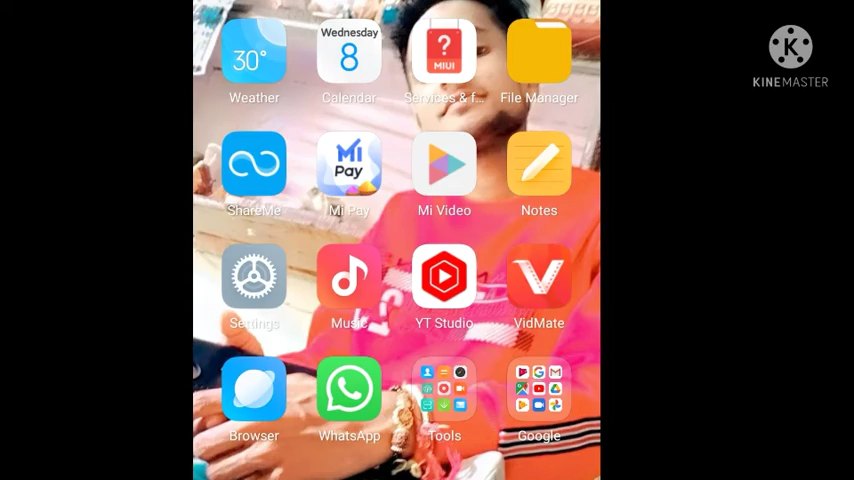 K
KINEMASTER
30°
Wednesday
8
?
MIUI
Weather
Calendar
Services & f...
File Manager
Mi
Pay
ShareMe
Mi Pay
Mi Video
Notes
Settings
Music
YT Studio
VidMate
Browser
WhatsApp
Tools
Google